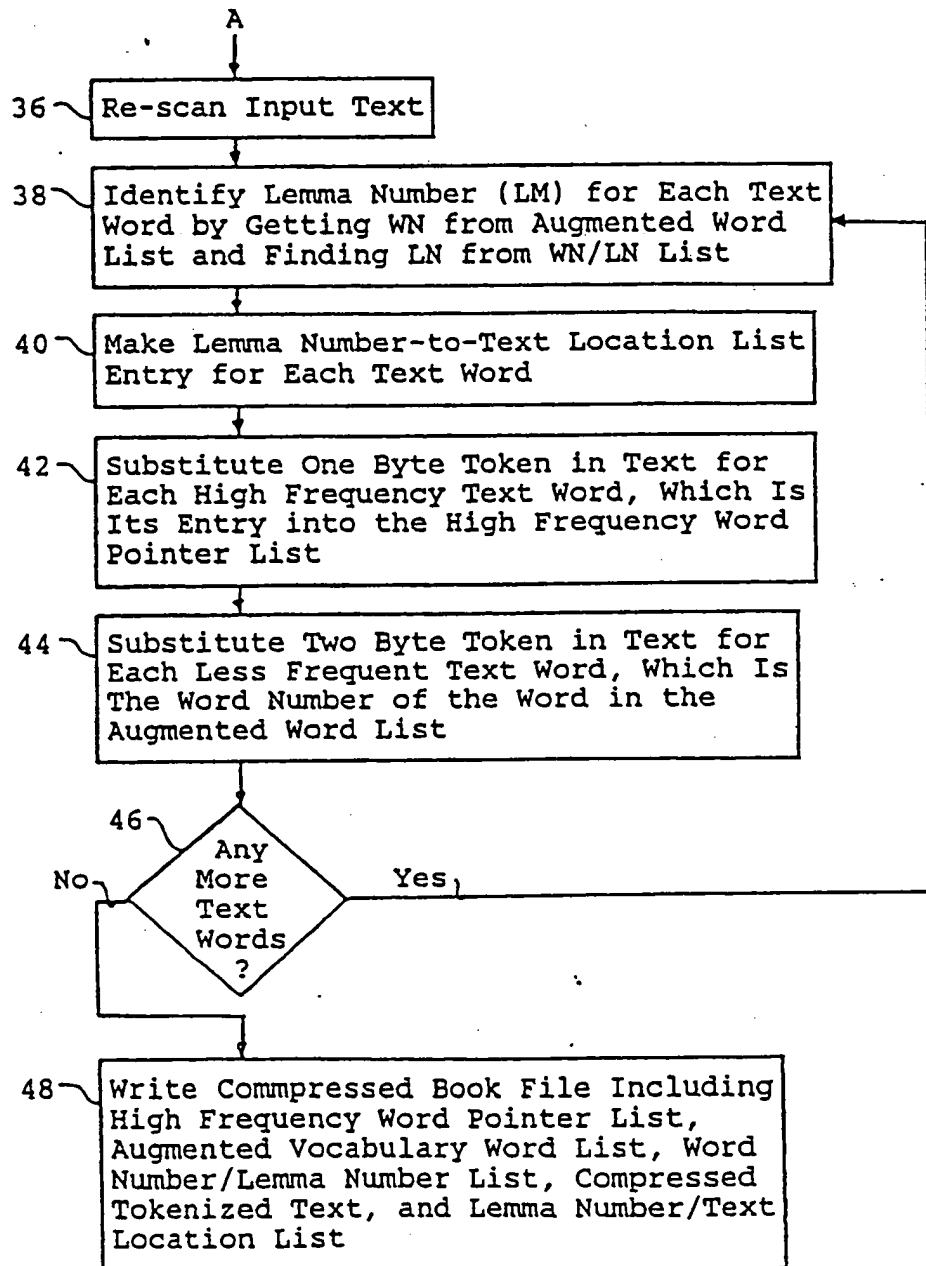 A
36 Re-scan Input Text
38 Identify Lemma Number (LM) for Each Text
Word by Getting WN from Augmented Word
List and Finding LN from WN/LN List
40 Make Lemma Number-to-Text Location List
Entry for Each Text Word
42 Substitute One Byte Token in Text for
Each High Frequency Text Word, Which Is
Its Entry into the High Frequency Word
Pointer List
44 Substitute Two Byte Token in Text for
Each Less Frequent Text Word, Which Is
The Word Number of the Word in the
Augmented Word List
46
Any
No More Yes
Text
Words
?
48 Write Commpressed Book File Including
High Frequency Word Pointer List,
Augmented Vocabulary Word List, Word
Number/Lemma Number List, Compressed
Tokenized Text, and Lemma Number/Text
Location List